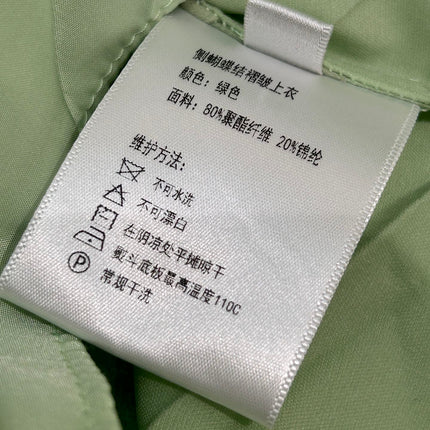 侧蝴蝶结褶皱上衣
颜色：绿色
面料：80%聚酯纤维 20%锦纶
维护方法：
不可水洗
不可漂白
在阴凉处平摊晾干
熨斗底板最高温度110C
P 常规干洗